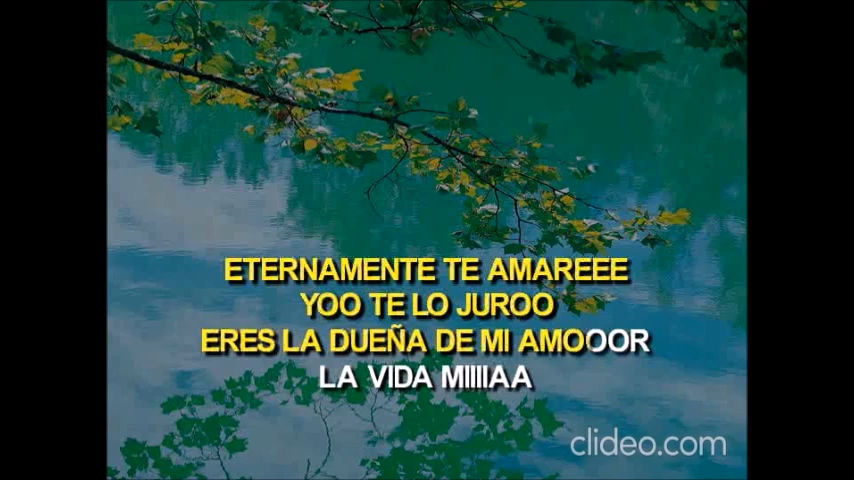 ETERNAMENTE TE AMAREEE
YOO TE LO JUROO
ERES LA DUEÑA DE MI AMOOOR
LA VIDA MIIIIAA
clideo.com